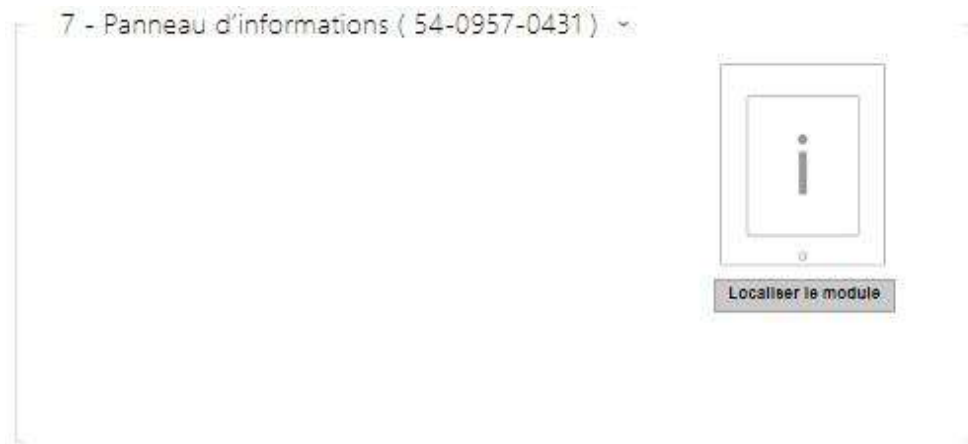 7 - Panneau d’informations ( 54-0957-0431 )
i
Localiser le module